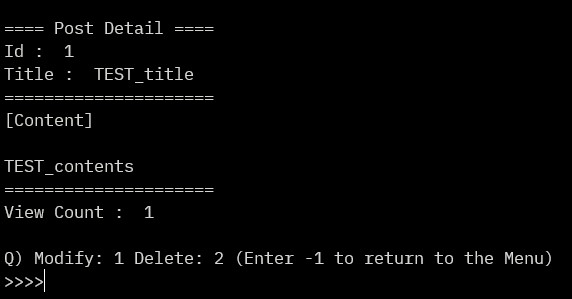 ==== Post Detail ====
Id :  1
Title :  TEST_title
=====================
[Content]

TEST_contents
=====================
View Count :  1

Q) Modify: 1 Delete: 2 (Enter -1 to return to the Menu)
>>>>